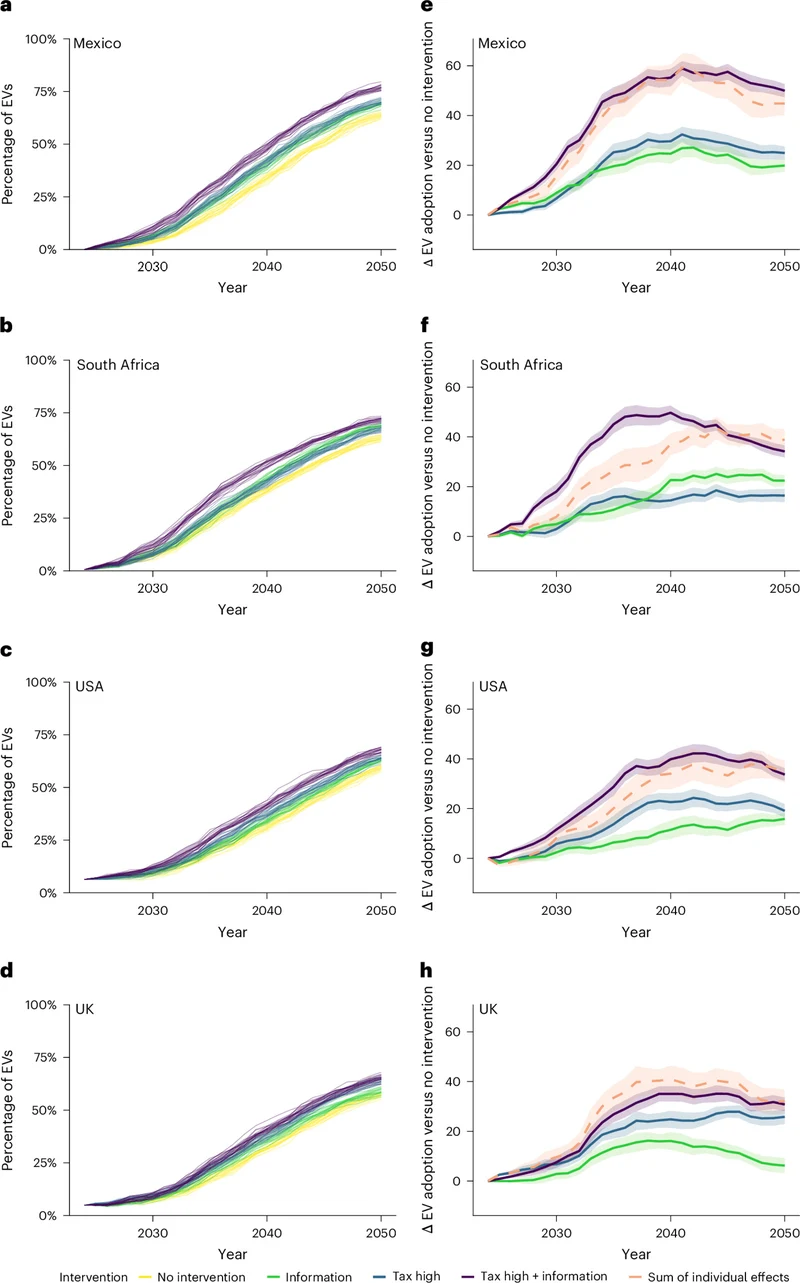 a
Mexico
100%
75%
50%
25%
0%
Percentage of EVs
2030 2040 2050
Year
e
Mexico
60
40
20
0
Δ EV adoption versus no intervention
2030 2040 2050
Year
b
South Africa
100%
75%
50%
25%
0%
Percentage of EVs
2030 2040 2050
Year
f
South Africa
60
40
20
0
Δ EV adoption versus no intervention
2030 2040 2050
Year
c
USA
100%
75%
50%
25%
0%
Percentage of EVs
2030 2040 2050
Year
g
USA
60
40
20
0
Δ EV adoption versus no intervention
2030 2040 2050
Year
d
UK
100%
75%
50%
25%
0%
Percentage of EVs
2030 2040 2050
Year
h
UK
60
40
20
0
Δ EV adoption versus no intervention
2030 2040 2050
Year
Intervention No intervention Information Tax high Tax high + information Sum of individual effects